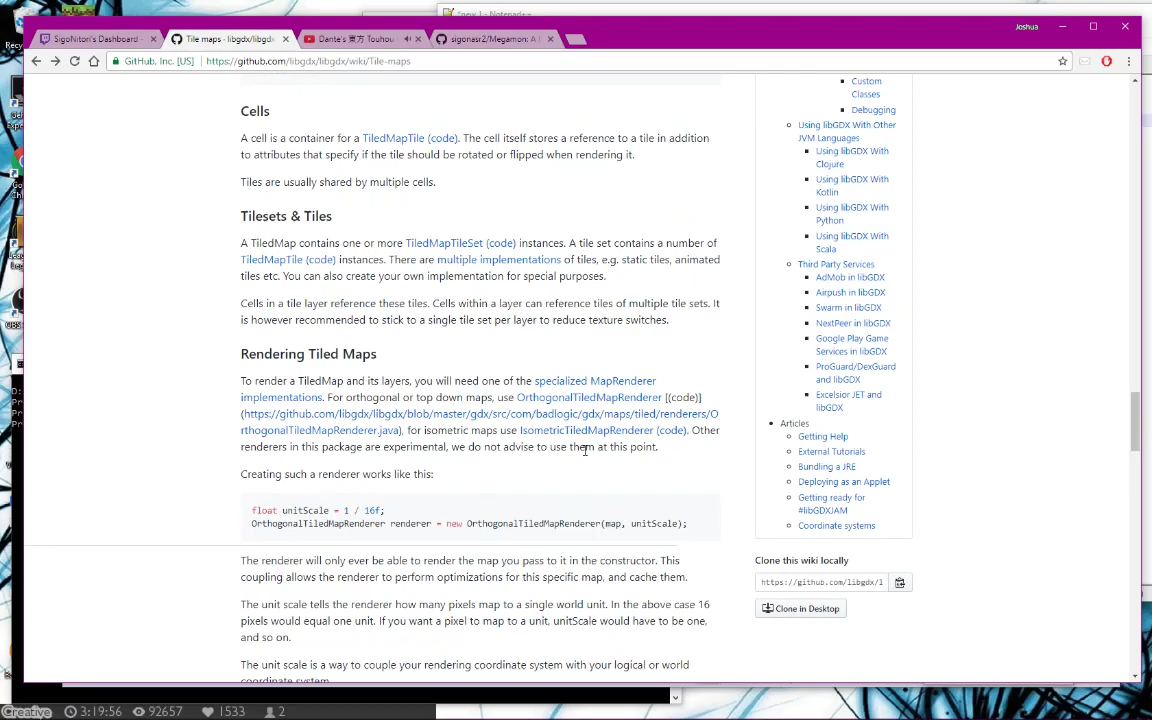 *new 1 - Notepad++
Joshua
SigoNitori's Dashboard -
Tile maps · libgdx/libgd
Dante's 東方 Touhou
sigonasr2/Megamon: A
GitHub, Inc. [US]
https://github.com/libgdx/libgdx/wiki/Tile-maps
Cells
A cell is a container for a TiledMapTile (code). The cell itself stores a reference to a tile in addition
to attributes that specify if the tile should be rotated or flipped when rendering it.
Tiles are usually shared by multiple cells.
Tilesets & Tiles
A TiledMap contains one or more TiledMapTileSet (code) instances. A tile set contains a number of
TiledMapTile (code) instances. There are multiple implementations of tiles, e.g. static tiles, animated
tiles etc. You can also create your own implementation for special purposes.
Cells in a tile layer reference these tiles. Cells within a layer can reference tiles of multiple tile sets. It
is however recommended to stick to a single tile set per layer to reduce texture switches.
Rendering Tiled Maps
To render a TiledMap and its layers, you will need one of the specialized MapRenderer
implementations. For orthogonal or top down maps, use OrthogonalTiledMapRenderer [(code)]
(https://github.com/libgdx/libgdx/blob/master/gdx/src/com/badlogic/gdx/maps/tiled/renderers/O
rthogonalTiledMapRenderer.java), for isometric maps use IsometricTiledMapRenderer (code). Other
renderers in this package are experimental, we do not advise to use them at this point.
Creating such a renderer works like this:
float unitScale = 1 / 16f;
OrthogonalTiledMapRenderer renderer = new OrthogonalTiledMapRenderer(map, unitScale);
The renderer will only ever be able to render the map you pass to it in the constructor. This
coupling allows the renderer to perform optimizations for this specific map, and cache them.
The unit scale tells the renderer how many pixels map to a single world unit. In the above case 16
pixels would equal one unit. If you want a pixel to map to a unit, unitScale would have to be one,
and so on.
The unit scale is a way to couple your rendering coordinate system with your logical or world
coordinate system.
Custom
Classes
Debugging
Using libGDX With Other
JVM Languages
Using libGDX With
Clojure
Using libGDX With
Kotlin
Using libGDX With
Python
Using libGDX With
Scala
Third Party Services
AdMob in libGDX
Airpush in libGDX
Swarm in libGDX
NextPeer in libGDX
Google Play Game
Services in libGDX
ProGuard/DexGuard
and libGDX
Excelsior JET and
libGDX
Articles
Getting Help
External Tutorials
Bundling a JRE
Deploying as an Applet
Getting ready for
#libGDXJAM
Coordinate systems
Clone this wiki locally
https://github.com/libgdx/l
Clone in Desktop
Creative 3:19:56 92657 1533 2